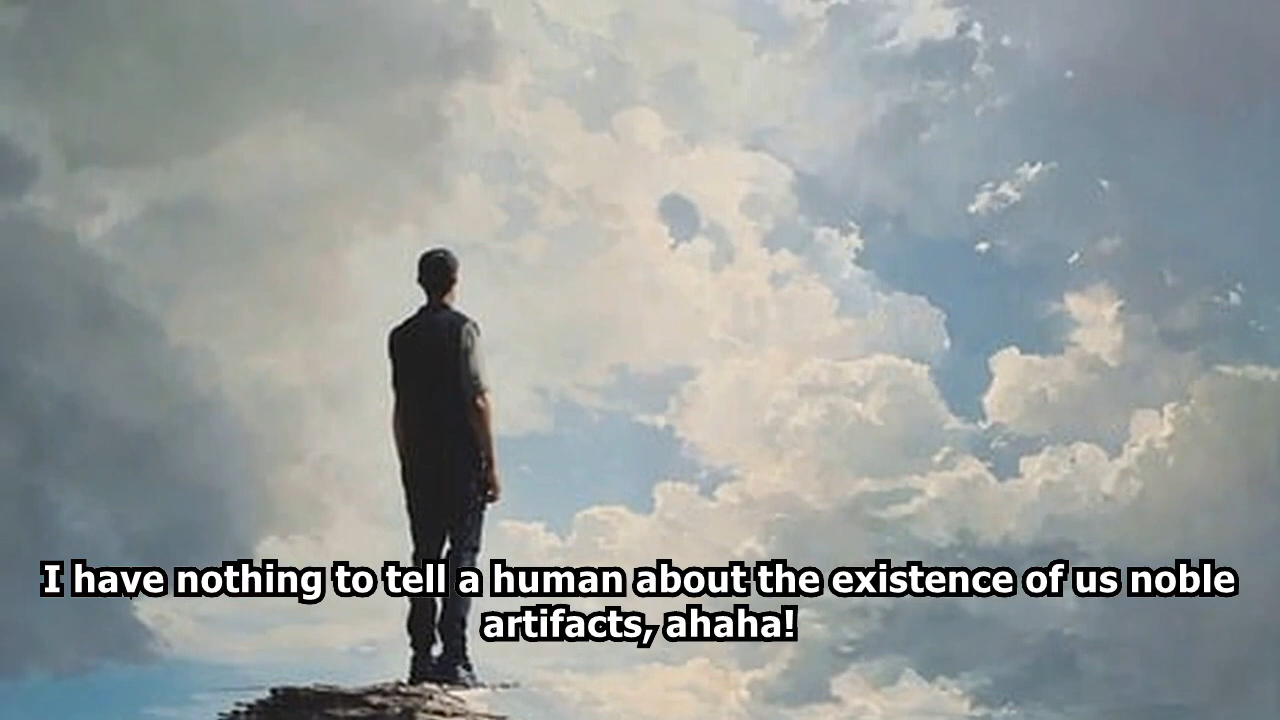 I have nothing to tell a human about the existence of us noble
artifacts, ahaha!